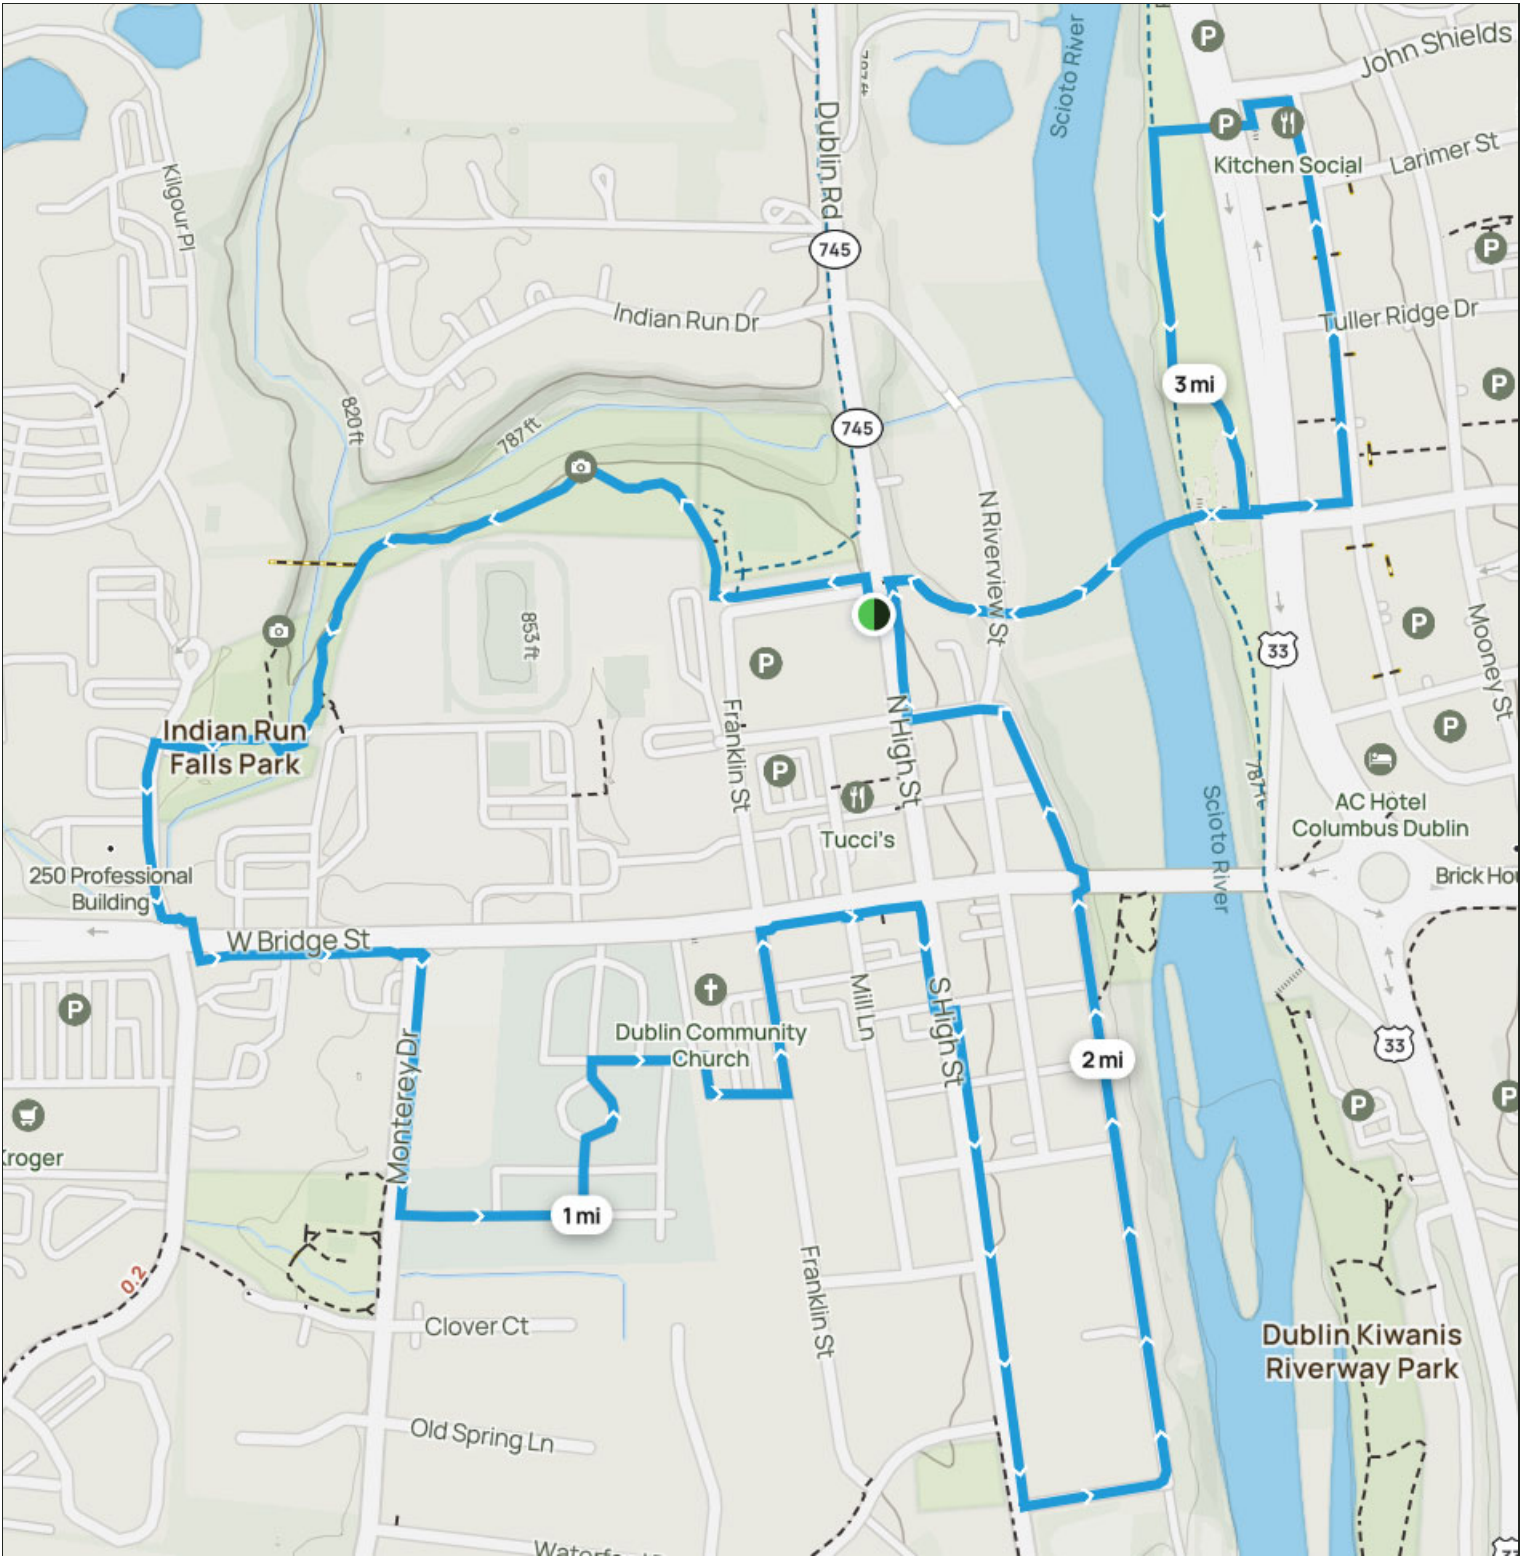 John Shields
Scioto River
787 ft
Dublin Rd
Kitchen Social
Larimer St
Kilgour Pl
745
Indian Run Dr
Tuller Ridge Dr
3 mi
820 ft
787 ft
745
N Riverview St
853 ft
33
Mooney St
Indian Run
Falls Park
Franklin St
N High St
787 ft
Scioto River
AC Hotel
Columbus Dublin
Tucci's
250 Professional
Building
Brick Hou
W Bridge St
Mill Ln
S High St
Dublin Community
Church
2 mi
33
Monterey Dr
Kroger
1 mi
0.2
Franklin St
Clover Ct
Dublin Kiwanis
Riverway Park
Old Spring Ln
P
P
P
P
P
P
P
P
P
P
P
P